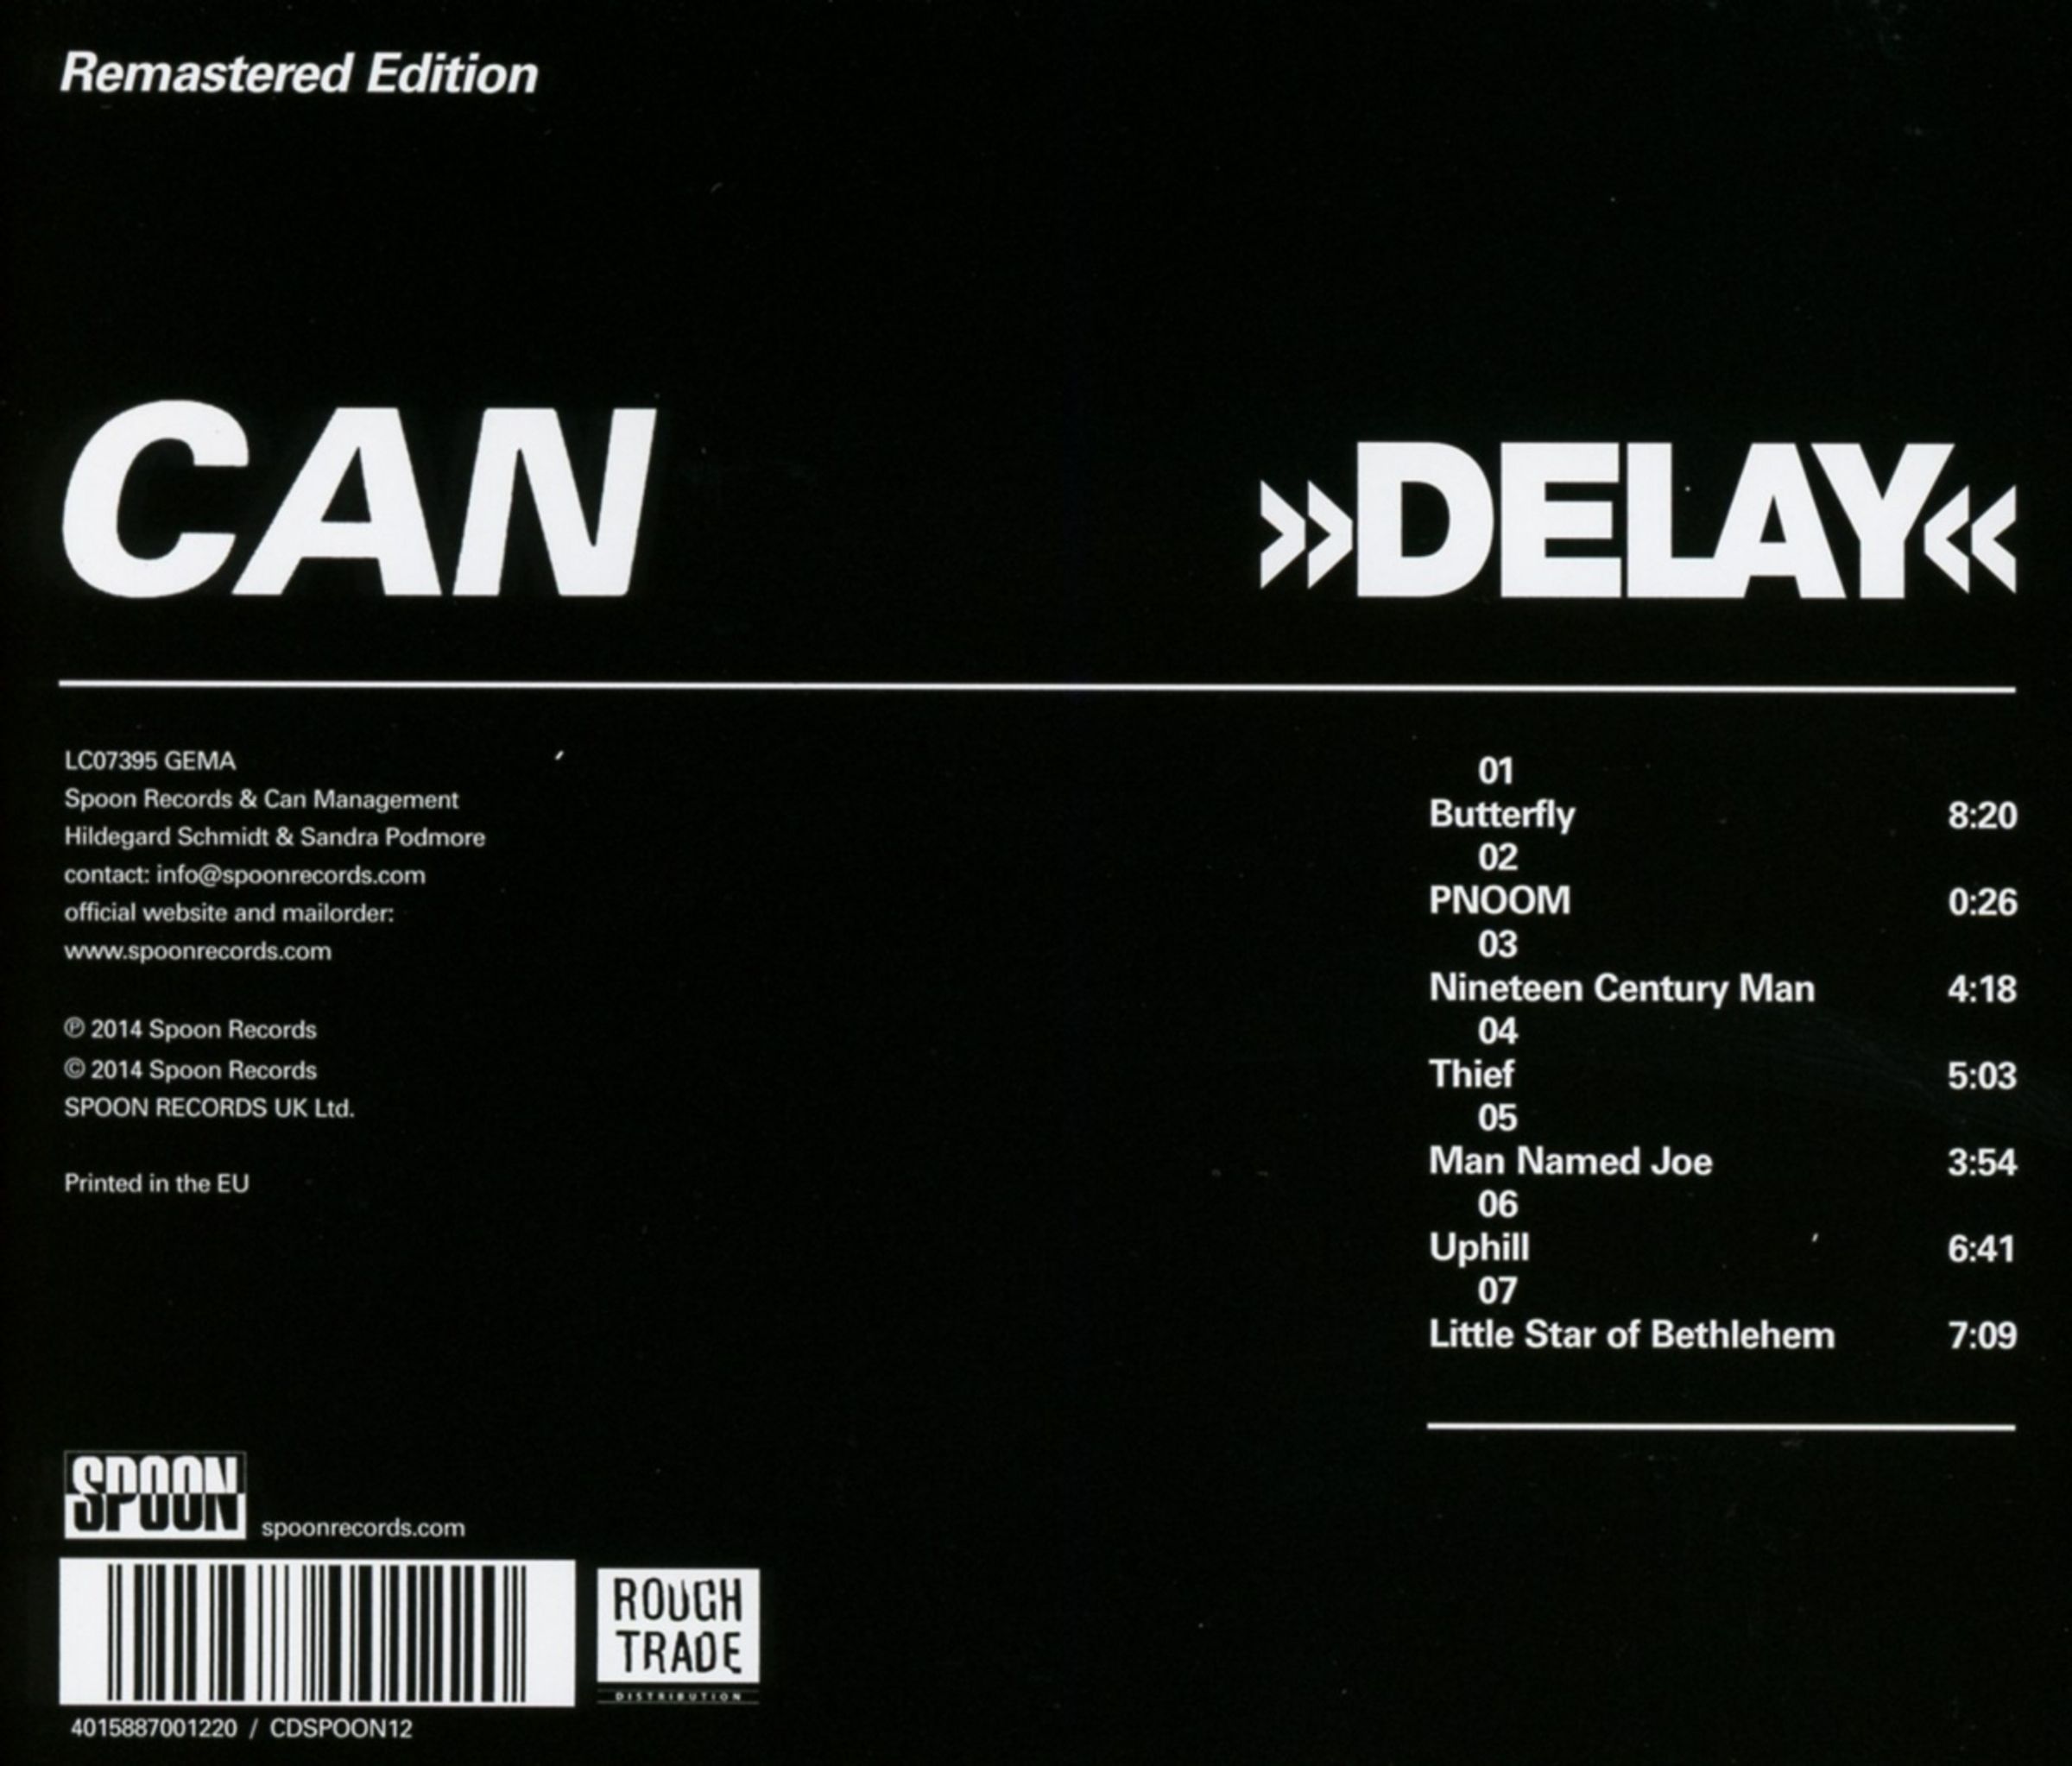 Remastered Edition
CAN
»DELAY«
LC07395 GEMA
Spoon Records & Can Management
Hildegard Schmidt & Sandra Podmore
contact: info@spoonrecords.com
official website and mailorder:
www.spoonrecords.com
℗ 2014 Spoon Records
© 2014 Spoon Records
SPOON RECORDS UK Ltd.
Printed in the EU
01
Butterfly 8:20
02
PNOOM 0:26
03
Nineteen Century Man 4:18
04
Thief 5:03
05
Man Named Joe 3:54
06
Uphill 6:41
07
Little Star of Bethlehem 7:09
SPOON
spoonrecords.com
ROUGH
TRADE
DISTRIBUTION
4015887001220 / CDSPOON12